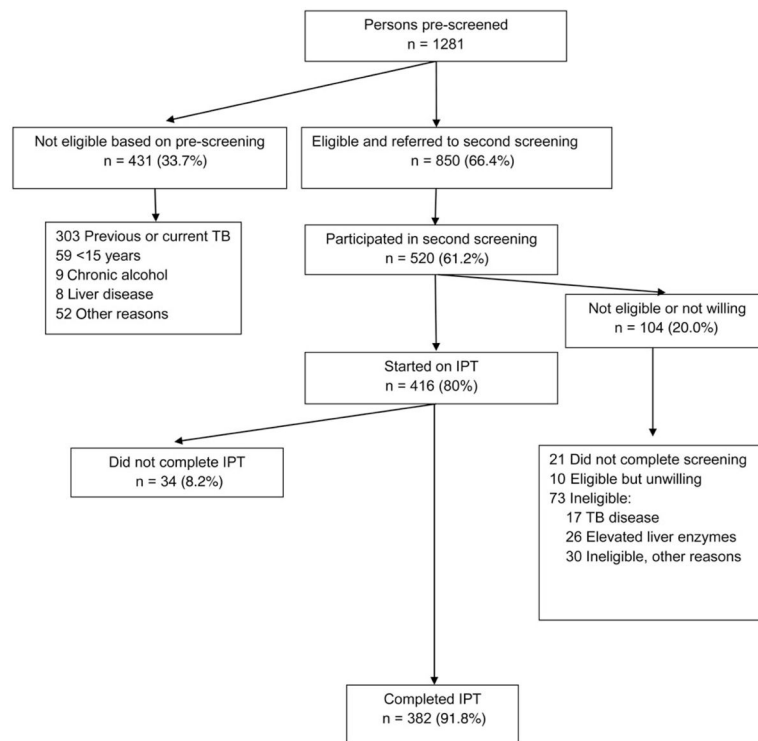 Persons pre-screened
n = 1281
Not eligible based on pre-screening
n = 431 (33.7%)
Eligible and referred to second screening
n = 850 (66.4%)
303 Previous or current TB
59 <15 years
9 Chronic alcohol
8 Liver disease
52 Other reasons
Participated in second screening
n = 520 (61.2%)
Not eligible or not willing
n = 104 (20.0%)
Started on IPT
n = 416 (80%)
Did not complete IPT
n = 34 (8.2%)
21 Did not complete screening
10 Eligible but unwilling
73 Ineligible:
17 TB disease
26 Elevated liver enzymes
30 Ineligible, other reasons
Completed IPT
n = 382 (91.8%)